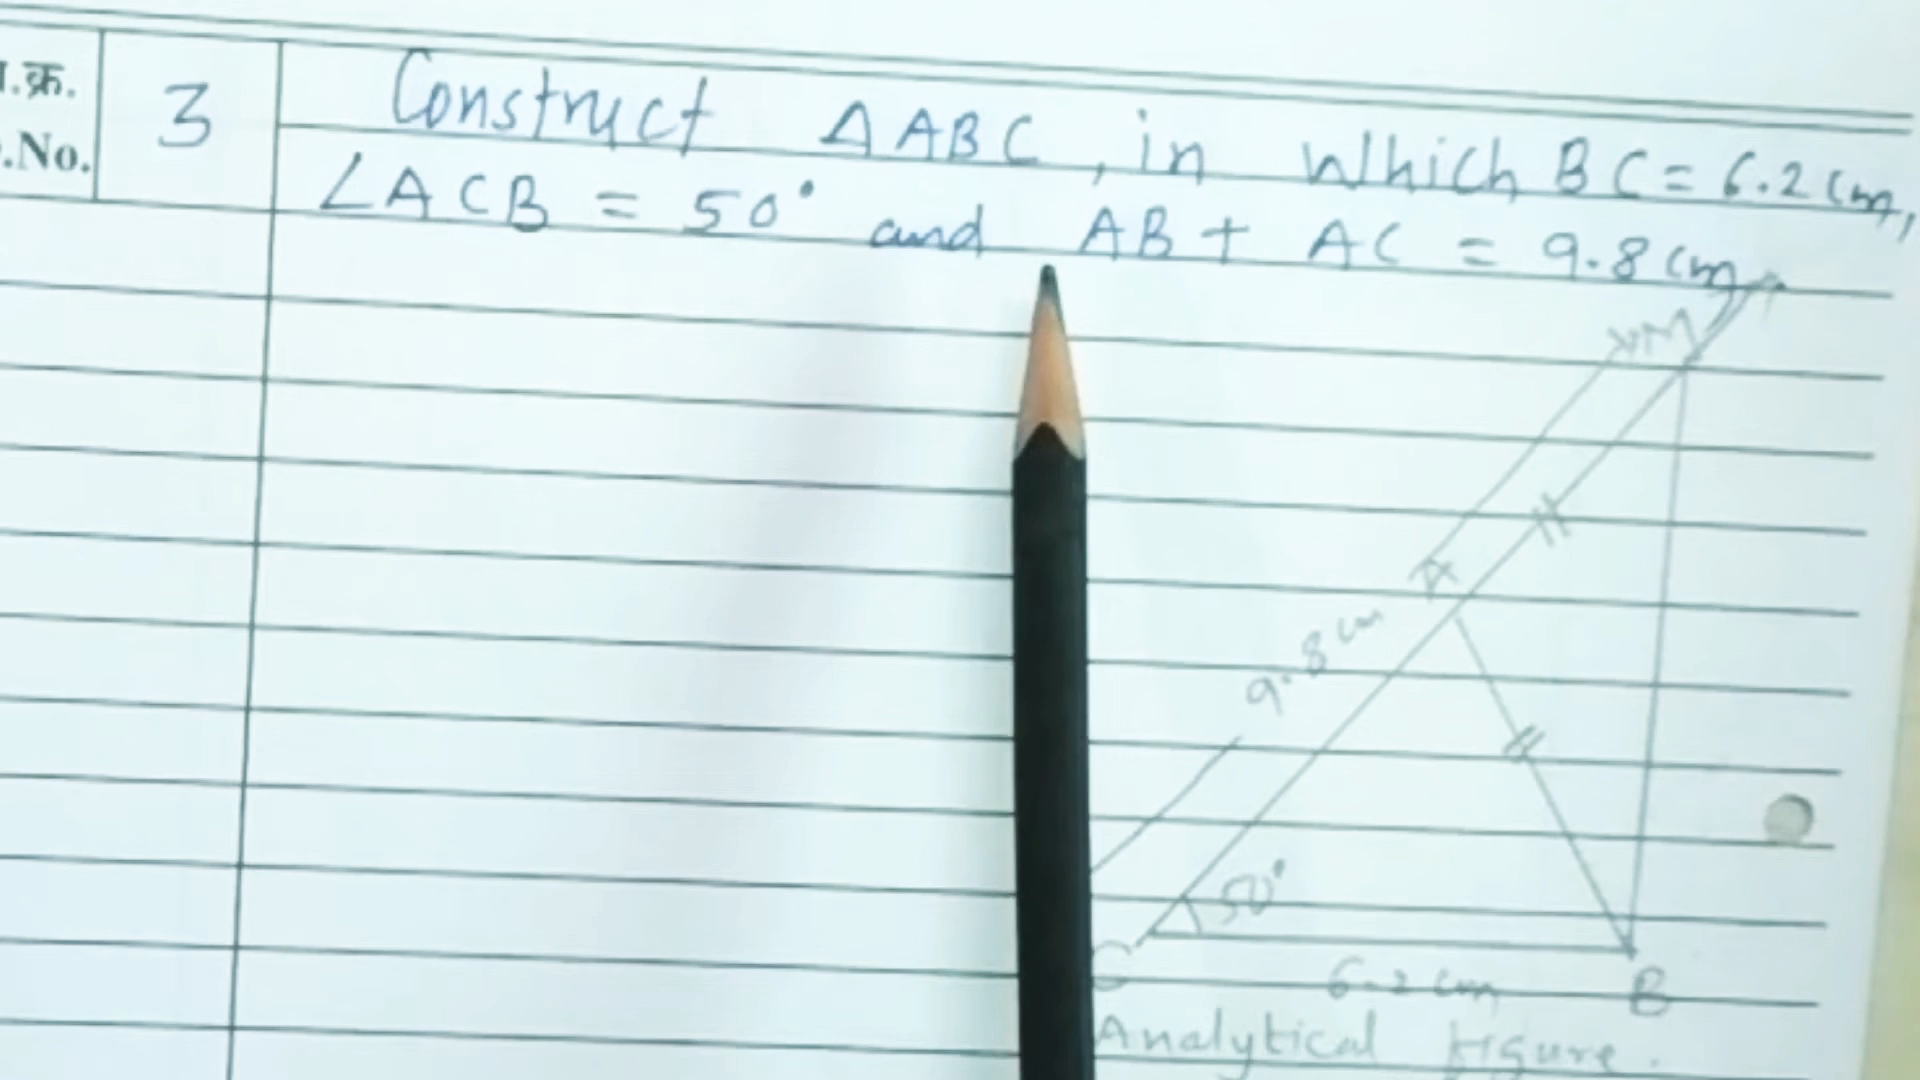 .क्र.
.No.
3
Construct ΔABC, in which BC = 6.2 cm,
∠ACB = 50° and AB + AC = 9.8 cm
M
A
9.8 cm
50°
C
6.2 cm
B
Analytical figure.